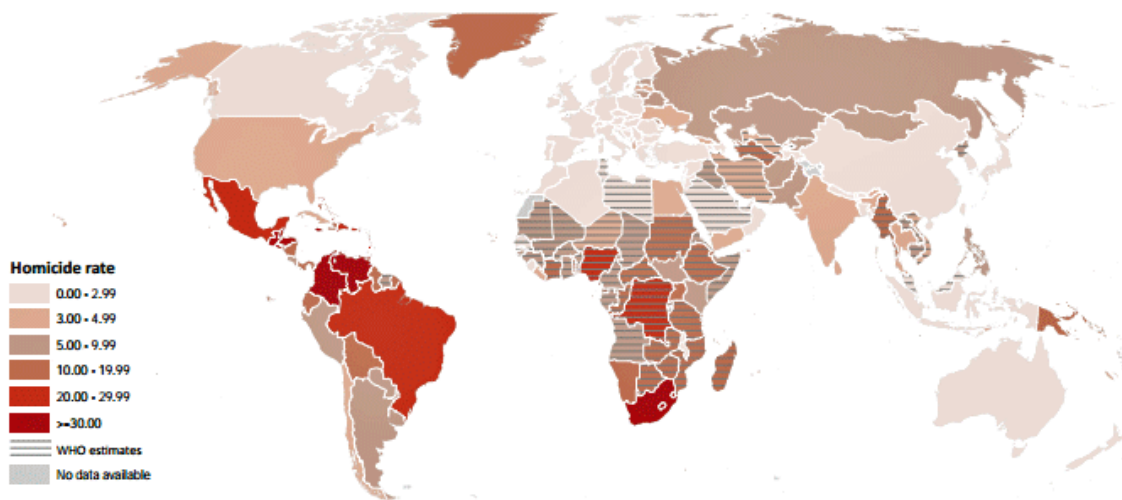 Homicide rate
0.00 - 2.99
3.00 - 4.99
5.00 - 9.99
10.00 - 19.99
20.00 - 29.99
>=30.00
WHO estimates
No data available